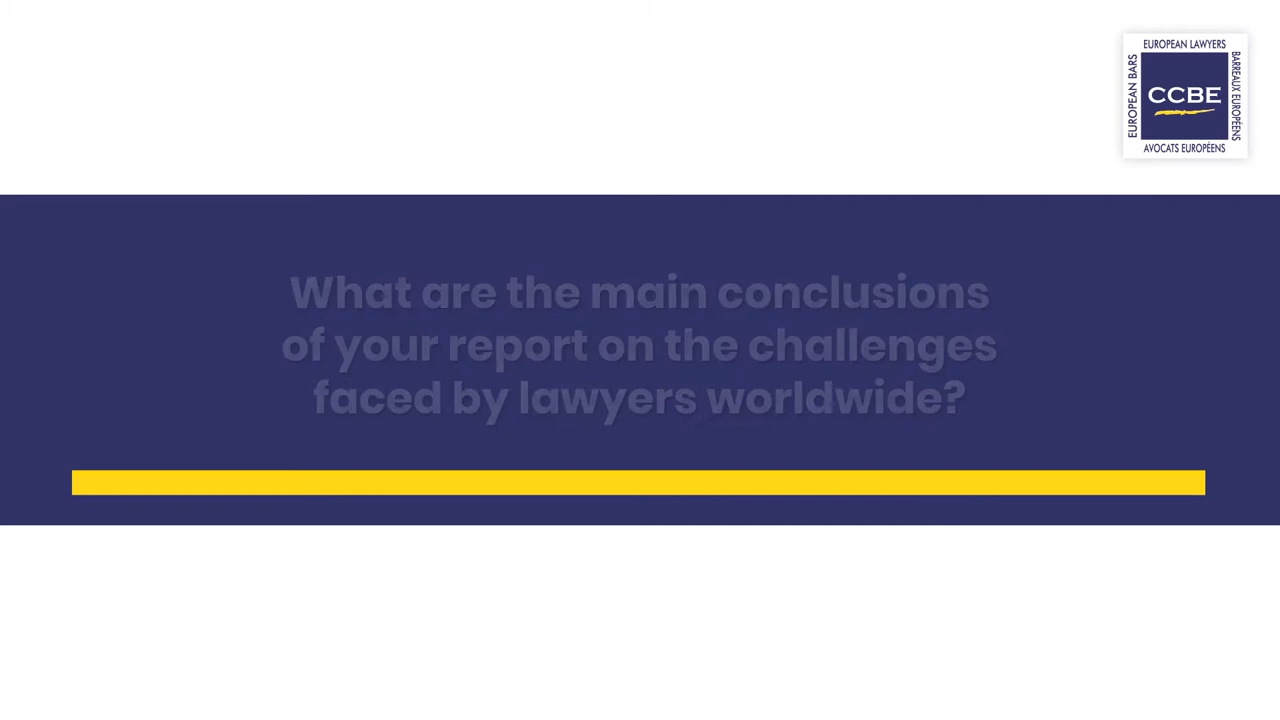 EUROPEAN LAWYERS
EUROPEAN BARS
CCBE
BARREAUX EUROPÉENS
AVOCATS EUROPÉENS
What are the main conclusions
of your report on the challenges
faced by lawyers worldwide?